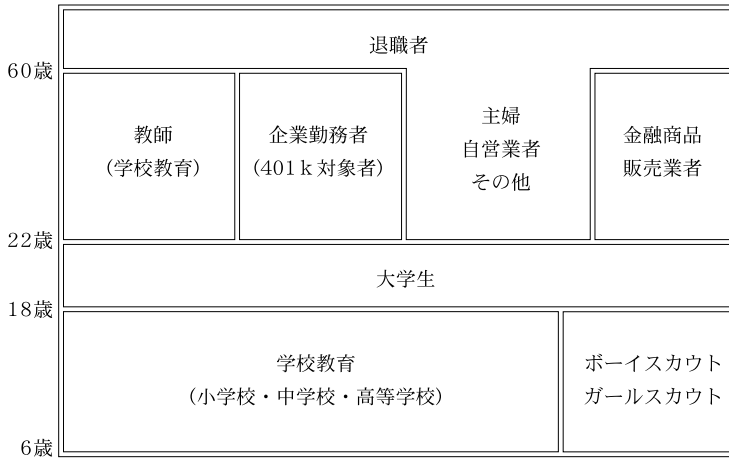 退職者
60歳
教師
(学校教育)
企業勤務者
(401k対象者)
主婦
自営業者
その他
金融商品
販売業者
22歳
大学生
18歳
学校教育
(小学校・中学校・高等学校)
ボーイスカウト
ガールスカウト
6歳